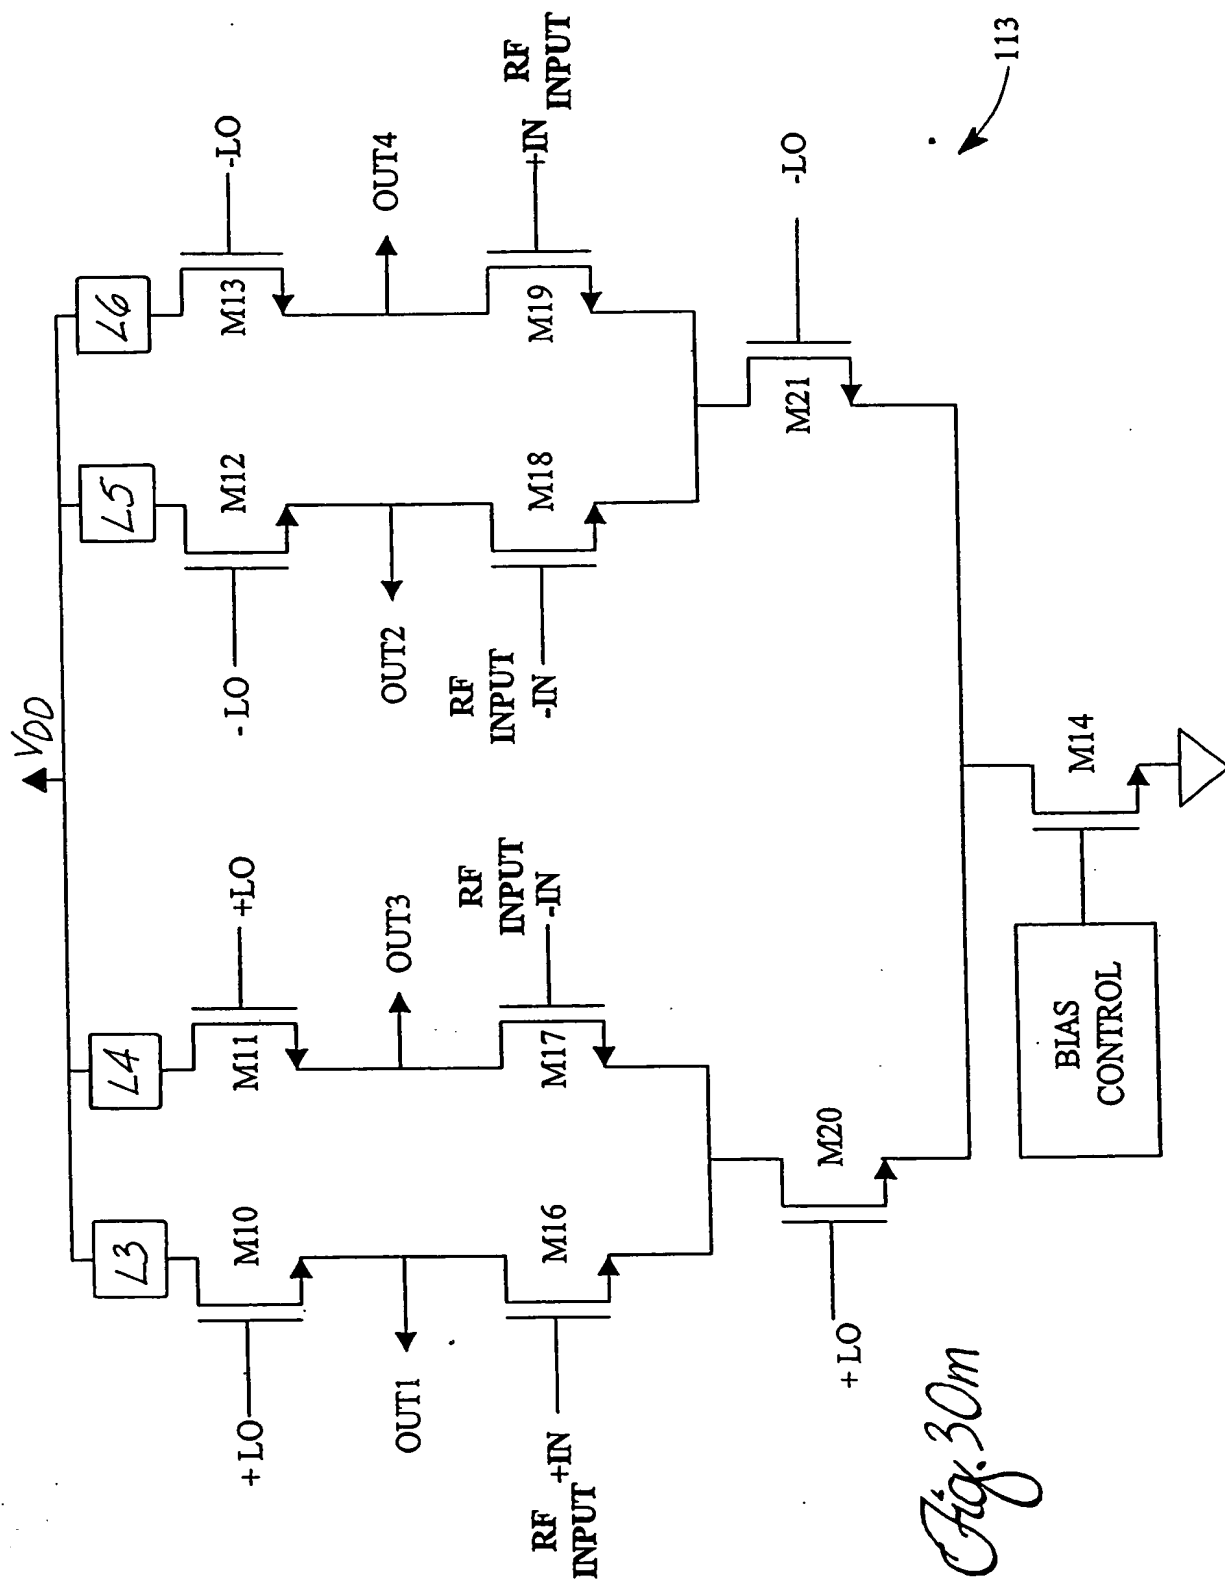 VDD
L3
L4
L5
L6
+LO
M10
M11
+LO
- LO
M12
M13
-LO
OUT1
OUT3
OUT2
OUT4
RF
INPUT
+IN
M16
M17
RF
INPUT
-IN
RF
INPUT
-IN
M18
M19
RF
INPUT
+IN
+ LO
M20
M21
-LO
BIAS
CONTROL
M14
113
Fig. 30m